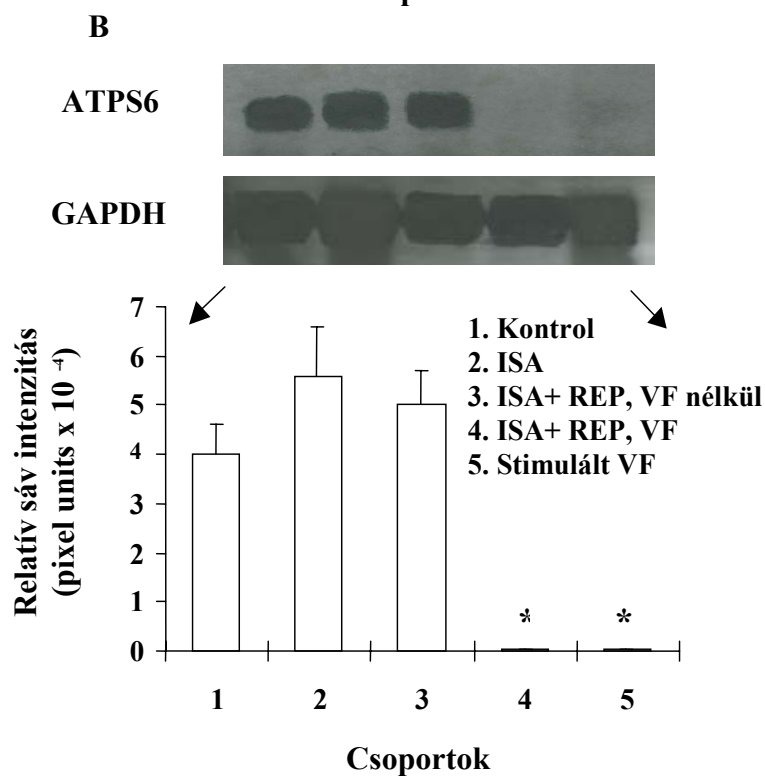 B
ATPS6
GAPDH
Relatív sáv intenzitás
(pixel units x 10 -4)
7
6
5
4
3
2
1
0
1. Kontrol
2. ISA
3. ISA+ REP, VF nélkül
4. ISA+ REP, VF
5. Stimulált VF
* *
1 2 3 4 5
Csoportok